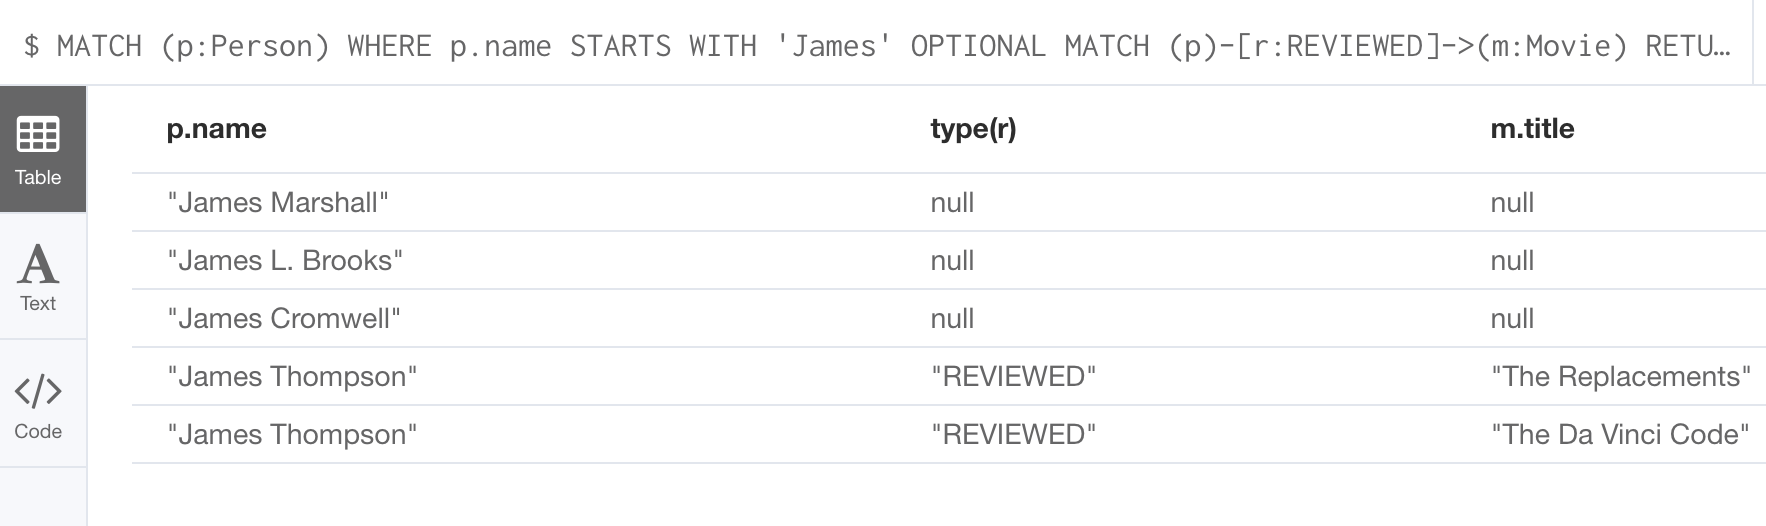 $ MATCH (p:Person) WHERE p.name STARTS WITH 'James' OPTIONAL MATCH (p)-[r:REVIEWED]->(m:Movie) RETU…
p.name type(r) m.title
Table
"James Marshall" null null
"James L. Brooks" null null
Text
"James Cromwell" null null
"James Thompson" "REVIEWED" "The Replacements"
</>
Code
"James Thompson" "REVIEWED" "The Da Vinci Code"